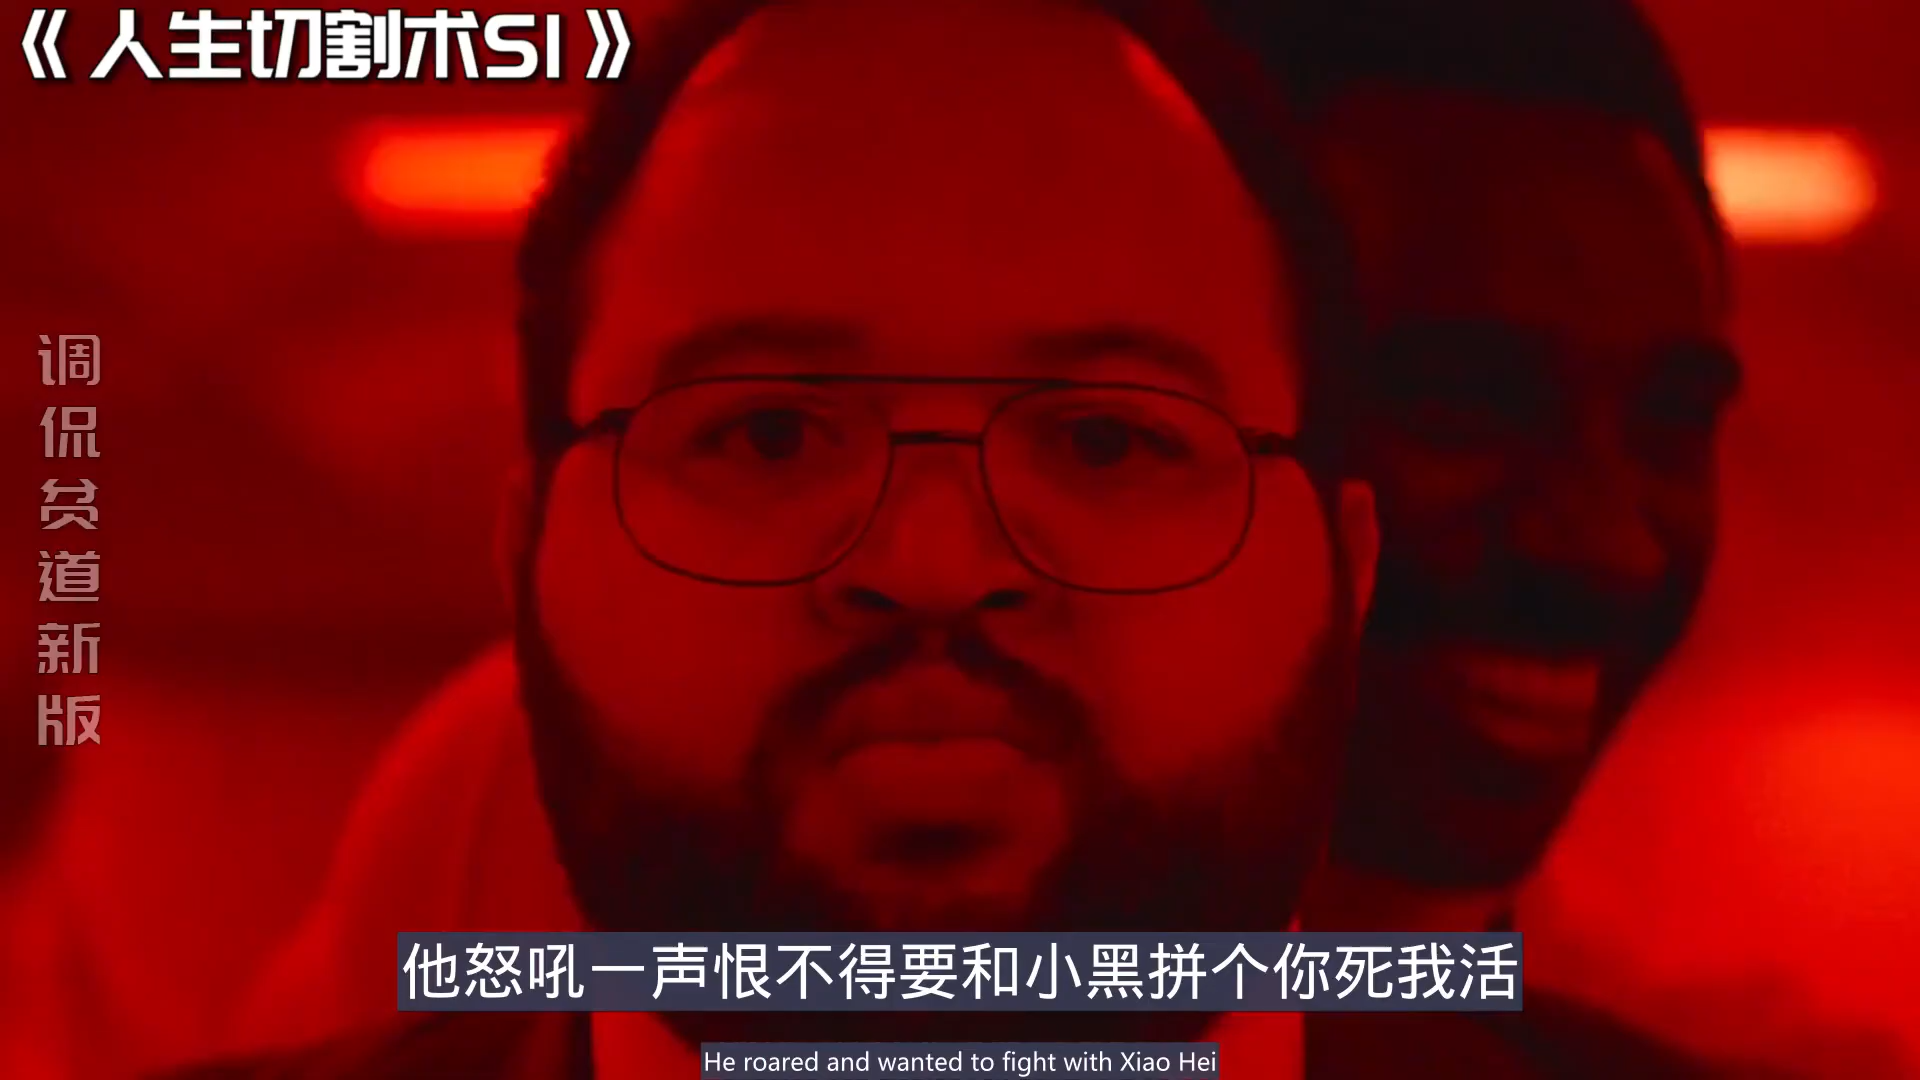 《人生切割术S1》
调侃贫道新版
他怒吼一声恨不得要和小黑拼个你死我活
He roared and wanted to fight with Xiao Hei